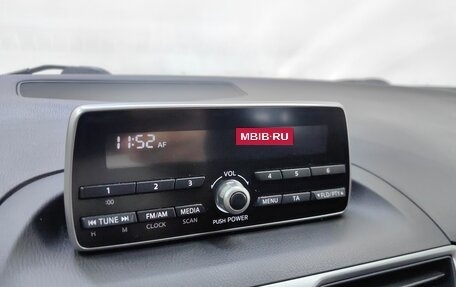 MBIB·RU
11:52 AF
VOL
1 2 3
4 5 6
:00
TUNE FM/AM MEDIA
MENU TA FLD/PTY
H CLOCK SCAN
M
PUSH POWER